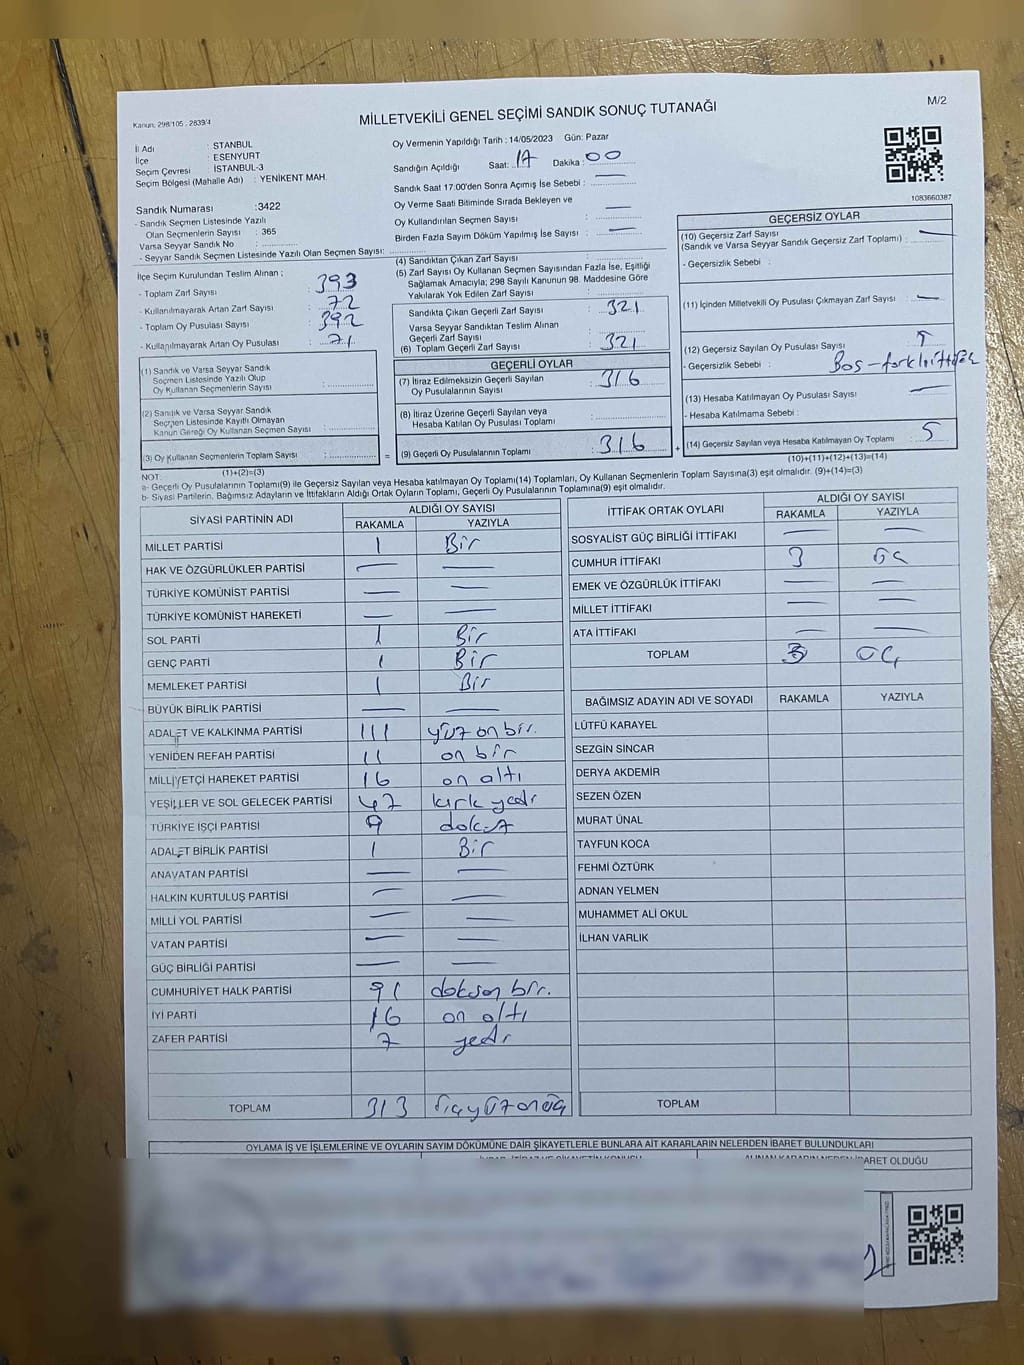 MİLLETVEKİLİ GENEL SEÇİMİ SANDIK SONUÇ TUTANAĞI
M/2
Kanun: 298/105 - 2839/4
İl Adı : STANBUL
İlçe : ESENYURT
Seçim Çevresi : İSTANBUL-3
Seçim Bölgesi (Mahalle Adı) : YENİKENT MAH.
Sandık Numarası :3422
- Sandık Seçmen Listesinde Yazılı
Olan Seçmenlerin Sayısı : 365
Varsa Seyyar Sandık No :
- Seyyar Sandık Seçmen Listesinde Yazılı Olan Seçmen Sayısı:
Oy Vermenin Yapıldığı Tarih : 14/05/2023 Gün: Pazar
Sandığın Açıldığı Saat: 17 Dakika : 00
Sandık Saat 17:00'den Sonra Açımış İse Sebebi : —
Oy Verme Saati Bitiminde Sırada Bekleyen ve
Oy Kullandırılan Seçmen Sayısı : —
Birden Fazla Sayım Döküm Yapılmış İse Sayısı : —
1083660387
İlçe Seçim Kurulundan Teslim Alınan ;
- Toplam Zarf Sayısı : 393
- Kullanılmayarak Artan Zarf Sayısı : 72
- Toplam Oy Pusulası Sayısı : 392
- Kullanılmayarak Artan Oy Pusulası : 71
(1) Sandık ve Varsa Seyyar Sandık
Seçmen Listesinde Yazılı Olup
Oy Kullanan Seçmenlerin Sayısı :
(2) Sandık ve Varsa Seyyar Sandık
Seçmen Listesinde Kayıtlı Olmayan
Kanun Gereği Oy Kullanan Seçmen Sayısı :
(3) Oy Kullanan Seçmenlerin Toplam Sayısı :
(1)+(2)=(3)
(4) Sandıktan Çıkan Zarf Sayısı :
(5) Zarf Sayısı Oy Kullanan Seçmen Sayısından Fazla İse, Eşitliği
Sağlamak Amacıyla; 298 Sayılı Kanunun 98. Maddesine Göre
Yakılarak Yok Edilen Zarf Sayısı :
Sandıkta Çıkan Geçerli Zarf Sayısı : 321
Varsa Seyyar Sandıktan Teslim Alınan
Geçerli Zarf Sayısı :
(6) Toplam Geçerli Zarf Sayısı : 321
GEÇERLİ OYLAR
(7) İtiraz Edilmeksizin Geçerli Sayılan
Oy Pusulalarının Sayısı : 316
(8) İtiraz Üzerine Geçerli Sayılan veya
Hesaba Katılan Oy Pusulası Toplamı :
= (9) Geçerli Oy Pusulalarının Toplamı : 316 +
GEÇERSİZ OYLAR
(10) Geçersiz Zarf Sayısı
(Sandık ve Varsa Seyyar Sandık Geçersiz Zarf Toplamı) : —
- Geçersizlik Sebebi :
(11) İçinden Milletvekili Oy Pusulası Çıkmayan Zarf Sayısı : —
(12) Geçersiz Sayılan Oy Pusulası Sayısı :
- Geçersizlik Sebebi : Boş-
(13) Hesaba Katılmayan Oy Pusulası Sayısı : —
- Hesaba Katılmama Sebebi :
(14) Geçersiz Sayılan veya Hesaba Katılmayan Oy Toplamı : 5
(10)+(11)+(12)+(13)=(14)
NOT:
a- Geçerli Oy Pusulalarının Toplamı(9) ile Geçersiz Sayılan veya Hesaba Katılmayan Oy Toplamı(14) Toplamları, Oy Kullanan Seçmenlerin Toplam Sayısına(3) eşit olmalıdır. (9)+(14)=(3)
b- Siyasi Partilerin, Bağımsız Adayların ve İttifakların Aldığı Ortak Oyların Toplamı, Geçerli Oy Pusulalarının Toplamına(9) eşit olmalıdır.
SİYASİ PARTİNİN ADI ALDIĞI OY SAYISI
RAKAMLA YAZIYLA
MİLLET PARTİSİ 1 Bir
HAK VE ÖZGÜRLÜKLER PARTİSİ — —
TÜRKİYE KOMÜNİST PARTİSİ — —
TÜRKİYE KOMÜNİST HAREKETİ — —
SOL PARTİ 1 Bir
GENÇ PARTİ 1 Bir
MEMLEKET PARTİSİ 1 Bir
BÜYÜK BİRLİK PARTİSİ — —
ADALET VE KALKINMA PARTİSİ 111 yüz on bir.
YENİDEN REFAH PARTİSİ 11 on bir
MİLLİYETÇİ HAREKET PARTİSİ 16 on altı
YEŞİLLER VE SOL GELECEK PARTİSİ 47 kırk yedi
TÜRKİYE İŞÇİ PARTİSİ 9 dokuz
ADALET BİRLİK PARTİSİ 1 Bir
ANAVATAN PARTİSİ — —
HALKIN KURTULUŞ PARTİSİ — —
MİLLİ YOL PARTİSİ — —
VATAN PARTİSİ — —
GÜÇ BİRLİĞİ PARTİSİ — —
CUMHURİYET HALK PARTİSİ 91 doksan bir.
İYİ PARTİ 16 on altı
ZAFER PARTİSİ 7 yedi
TOPLAM 313 üçyüzonüç
İTTİFAK ORTAK OYLARI ALDIĞI OY SAYISI
RAKAMLA YAZIYLA
SOSYALİST GÜÇ BİRLİĞİ İTTİFAKI — —
CUMHUR İTTİFAKI 3 üç
EMEK VE ÖZGÜRLÜK İTTİFAKI — —
MİLLET İTTİFAKI — —
ATA İTTİFAKI — —
TOPLAM 3 üç
BAĞIMSIZ ADAYIN ADI VE SOYADI RAKAMLA YAZIYLA
LÜTFÜ KARAYEL
SEZGİN SINCAR
DERYA AKDEMİR
SEZEN ÖZEN
MURAT ÜNAL
TAYFUN KOCA
FEHMİ ÖZTÜRK
ADNAN YELMEN
MUHAMMET ALİ OKUL
İLHAN VARLIK
TOPLAM
OYLAMA İŞ VE İŞLEMLERİNE VE OYLARIN SAYIM DÖKÜMÜNE DAİR ŞİKAYETLERLE BUNLARA AİT KARARLARIN NELERDEN İBARET BULUNDUKLARI
İBARET OLDUĞU